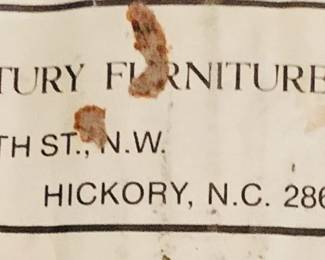 TURY FURNITURE
TH ST., N.W.
HICKORY, N.C. 286